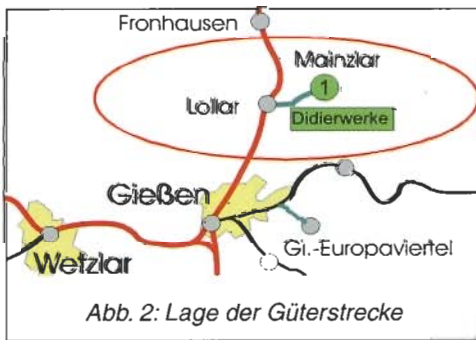 Fronhausen
Mainzlar
1
Lollar
Didierwerke
Gießen
Gi.-Europaviertel
Wetzlar
Abb. 2: Lage der Güterstrecke